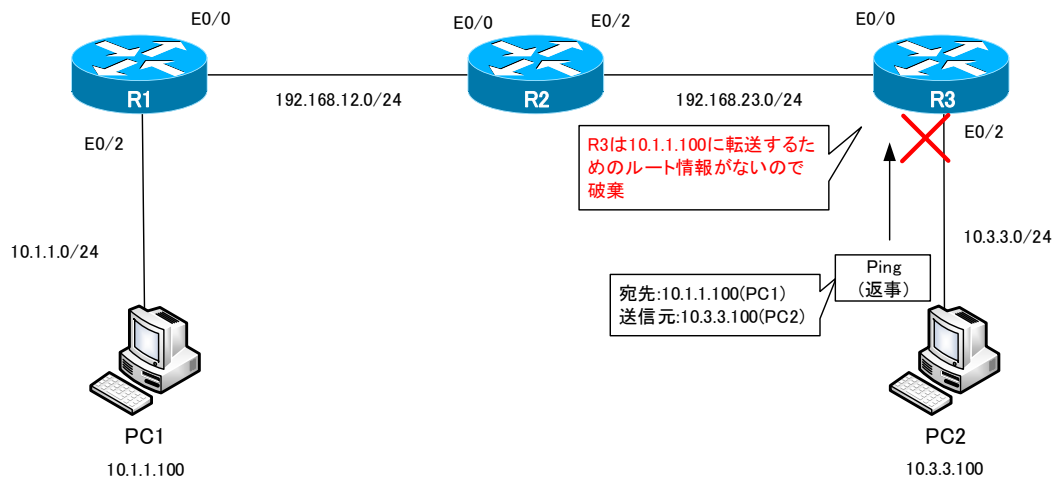 E0/0
E0/0
E0/2
E0/0
R1
R2
R3
192.168.12.0/24
192.168.23.0/24
E0/2
E0/2
R3は10.1.1.100に転送するた
めのルート情報がないので
破棄
10.1.1.0/24
10.3.3.0/24
Ping
(返事)
宛先:10.1.1.100(PC1)
送信元:10.3.3.100(PC2)
PC1
PC2
10.1.1.100
10.3.3.100